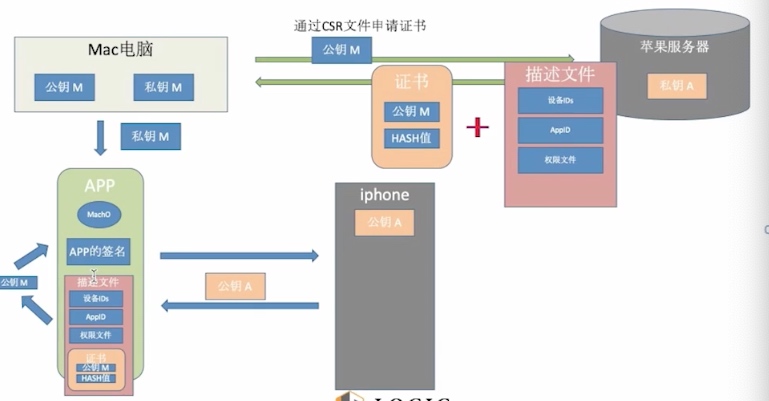 通过CSR文件申请证书
Mac电脑
公钥 M
私钥 M
公钥 M
苹果服务器
私钥 A
证书
公钥 M
HASH值
描述文件
设备IDs
AppID
权限文件
私钥 M
APP
MachO
APP的签名
描述文件
设备IDs
AppID
权限文件
证书
公钥 M
HASH值
公钥 M
公钥 A
iphone
公钥 A